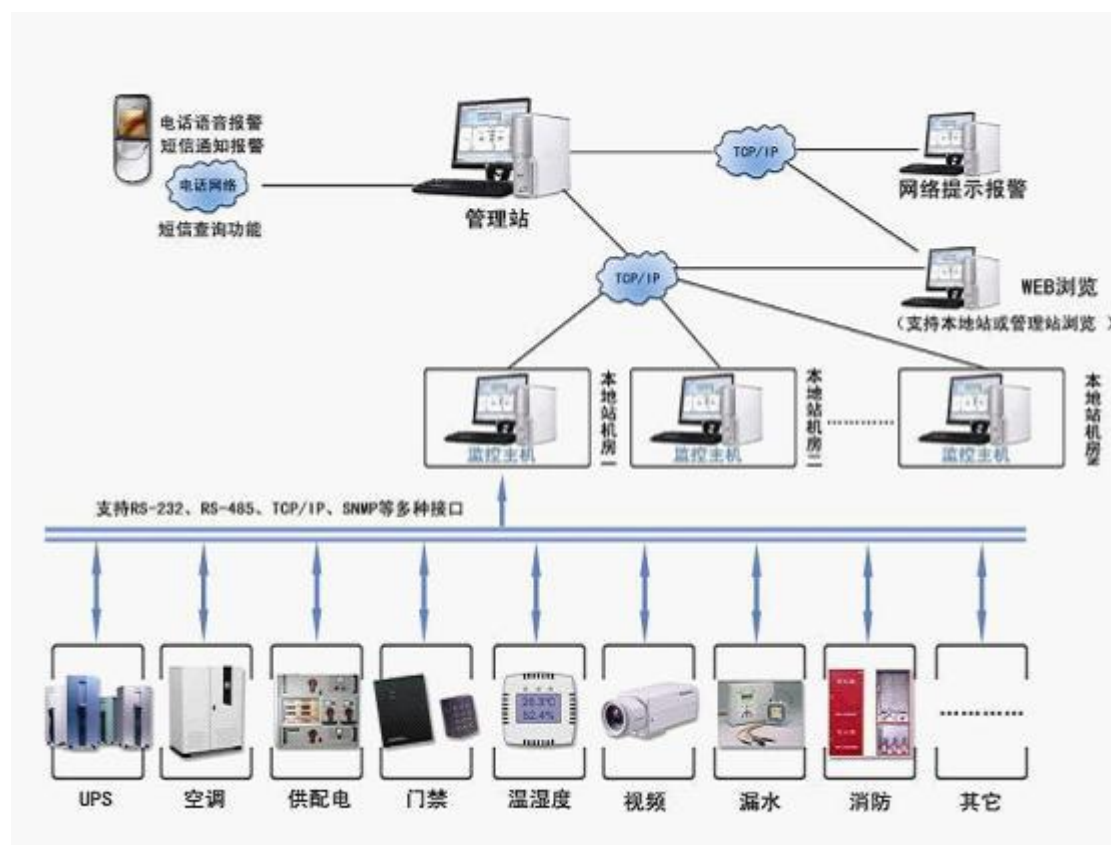 电话语音报警
短信通知报警
电话网络
短信查询功能
管理站
TCP/IP
网络提示报警
TCP/IP
WEB浏览
（支持本地站或管理站浏览 ）
监控主机
本地站机房一
监控主机
本地站机房二
............
监控主机
本地站机房N
支持RS-232、RS-485、TCP/IP、SNMP等多种接口
26.3℃
52.4%
............
UPS
空调
供配电
门禁
温湿度
视频
漏水
消防
其它